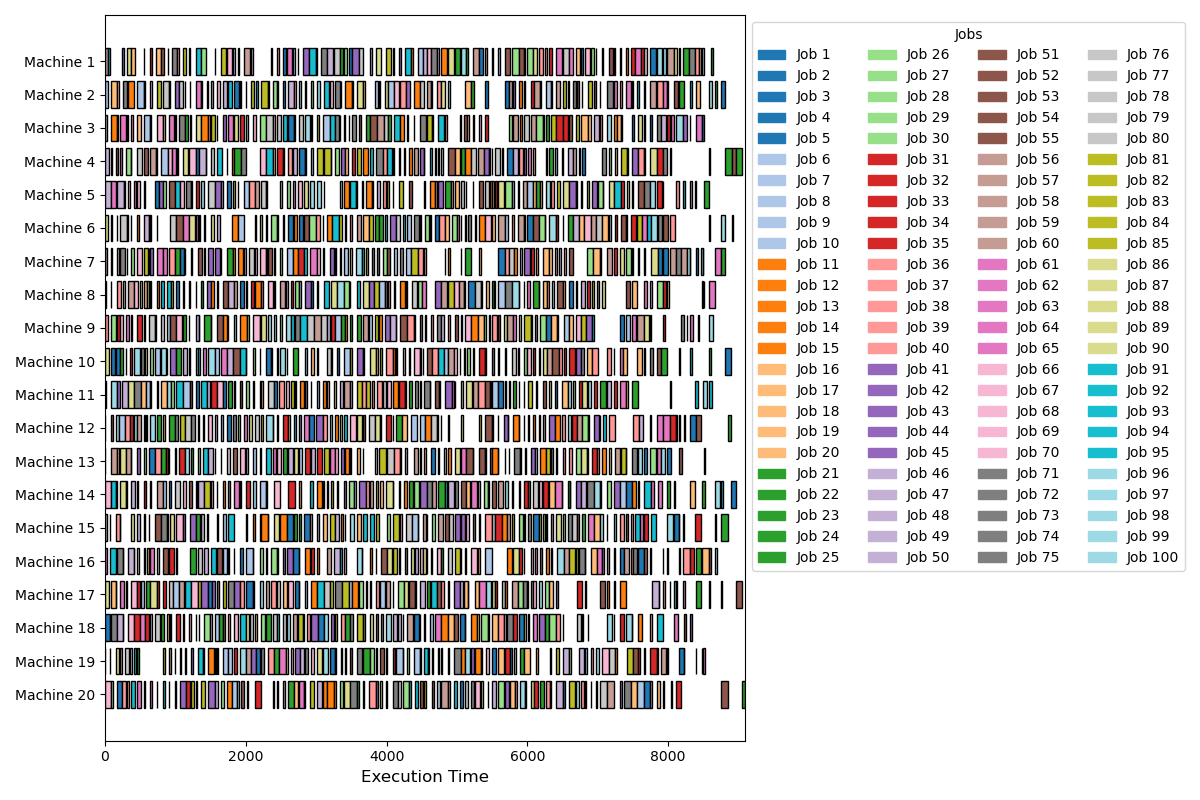 Jobs
Job 1 Job 26 Job 51 Job 76
Job 2 Job 27 Job 52 Job 77
Job 3 Job 28 Job 53 Job 78
Job 4 Job 29 Job 54 Job 79
Job 5 Job 30 Job 55 Job 80
Job 6 Job 31 Job 56 Job 81
Job 7 Job 32 Job 57 Job 82
Job 8 Job 33 Job 58 Job 83
Job 9 Job 34 Job 59 Job 84
Job 10 Job 35 Job 60 Job 85
Job 11 Job 36 Job 61 Job 86
Job 12 Job 37 Job 62 Job 87
Job 13 Job 38 Job 63 Job 88
Job 14 Job 39 Job 64 Job 89
Job 15 Job 40 Job 65 Job 90
Job 16 Job 41 Job 66 Job 91
Job 17 Job 42 Job 67 Job 92
Job 18 Job 43 Job 68 Job 93
Job 19 Job 44 Job 69 Job 94
Job 20 Job 45 Job 70 Job 95
Job 21 Job 46 Job 71 Job 96
Job 22 Job 47 Job 72 Job 97
Job 23 Job 48 Job 73 Job 98
Job 24 Job 49 Job 74 Job 99
Job 25 Job 50 Job 75 Job 100
Machine 1
Machine 2
Machine 3
Machine 4
Machine 5
Machine 6
Machine 7
Machine 8
Machine 9
Machine 10
Machine 11
Machine 12
Machine 13
Machine 14
Machine 15
Machine 16
Machine 17
Machine 18
Machine 19
Machine 20
0 2000 4000 6000 8000
Execution Time